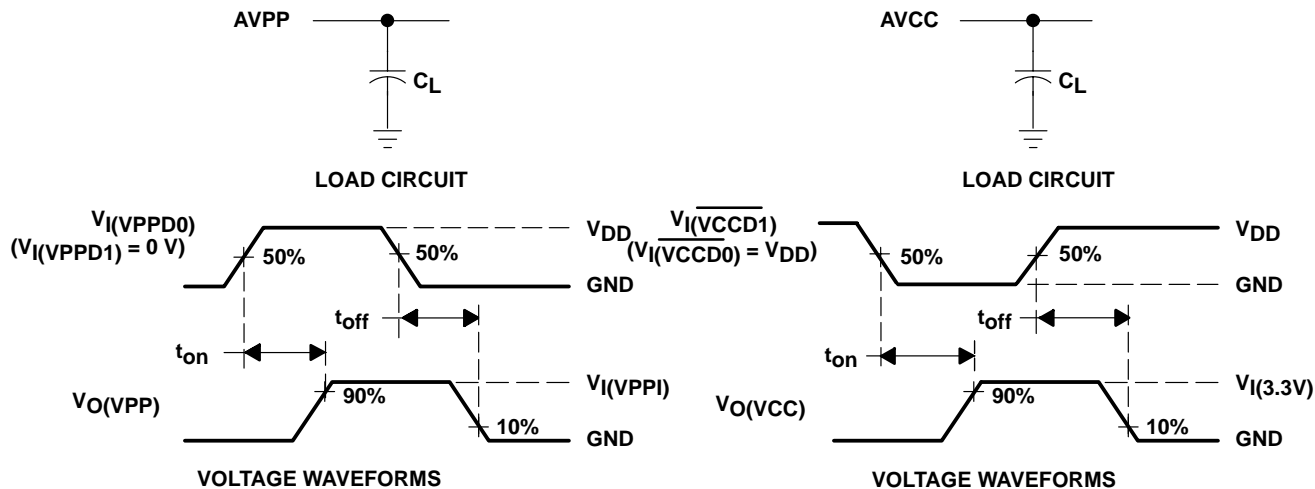 AVPP
CL
LOAD CIRCUIT
VI(VPPD0)
(VI(VPPD1) = 0 V)
50%
50%
VDD
GND
toff
ton
VO(VPP)
90%
10%
VI(VPPI)
GND
VOLTAGE WAVEFORMS
AVCC
CL
LOAD CIRCUIT
VI(VCCD1)
(VI(VCCD0) = VDD)
50%
50%
VDD
GND
toff
ton
VO(VCC)
90%
10%
VI(3.3V)
GND
VOLTAGE WAVEFORMS